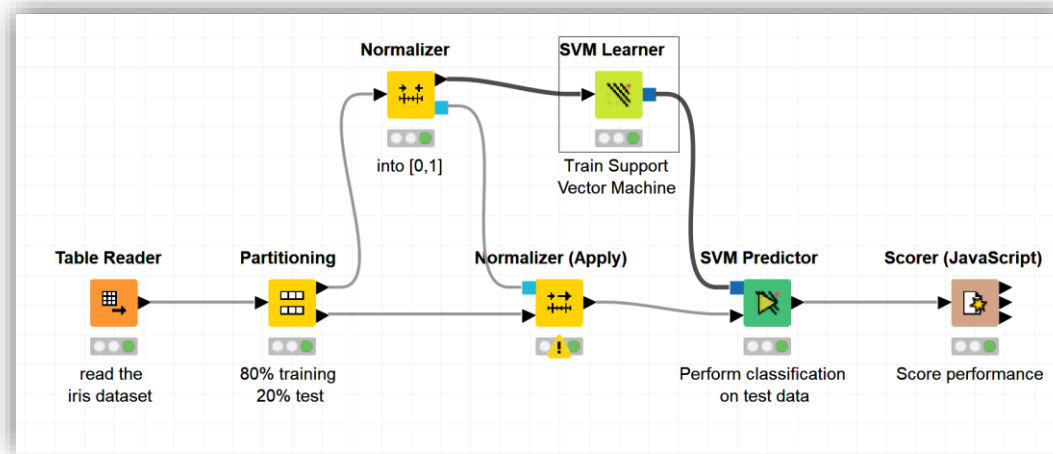 Normalizer
SVM Learner
into [0,1]
Train Support
Vector Machine
Table Reader
Partitioning
Normalizer (Apply)
SVM Predictor
Scorer (JavaScript)
read the
iris dataset
80% training
20% test
Perform classification
on test data
Score performance